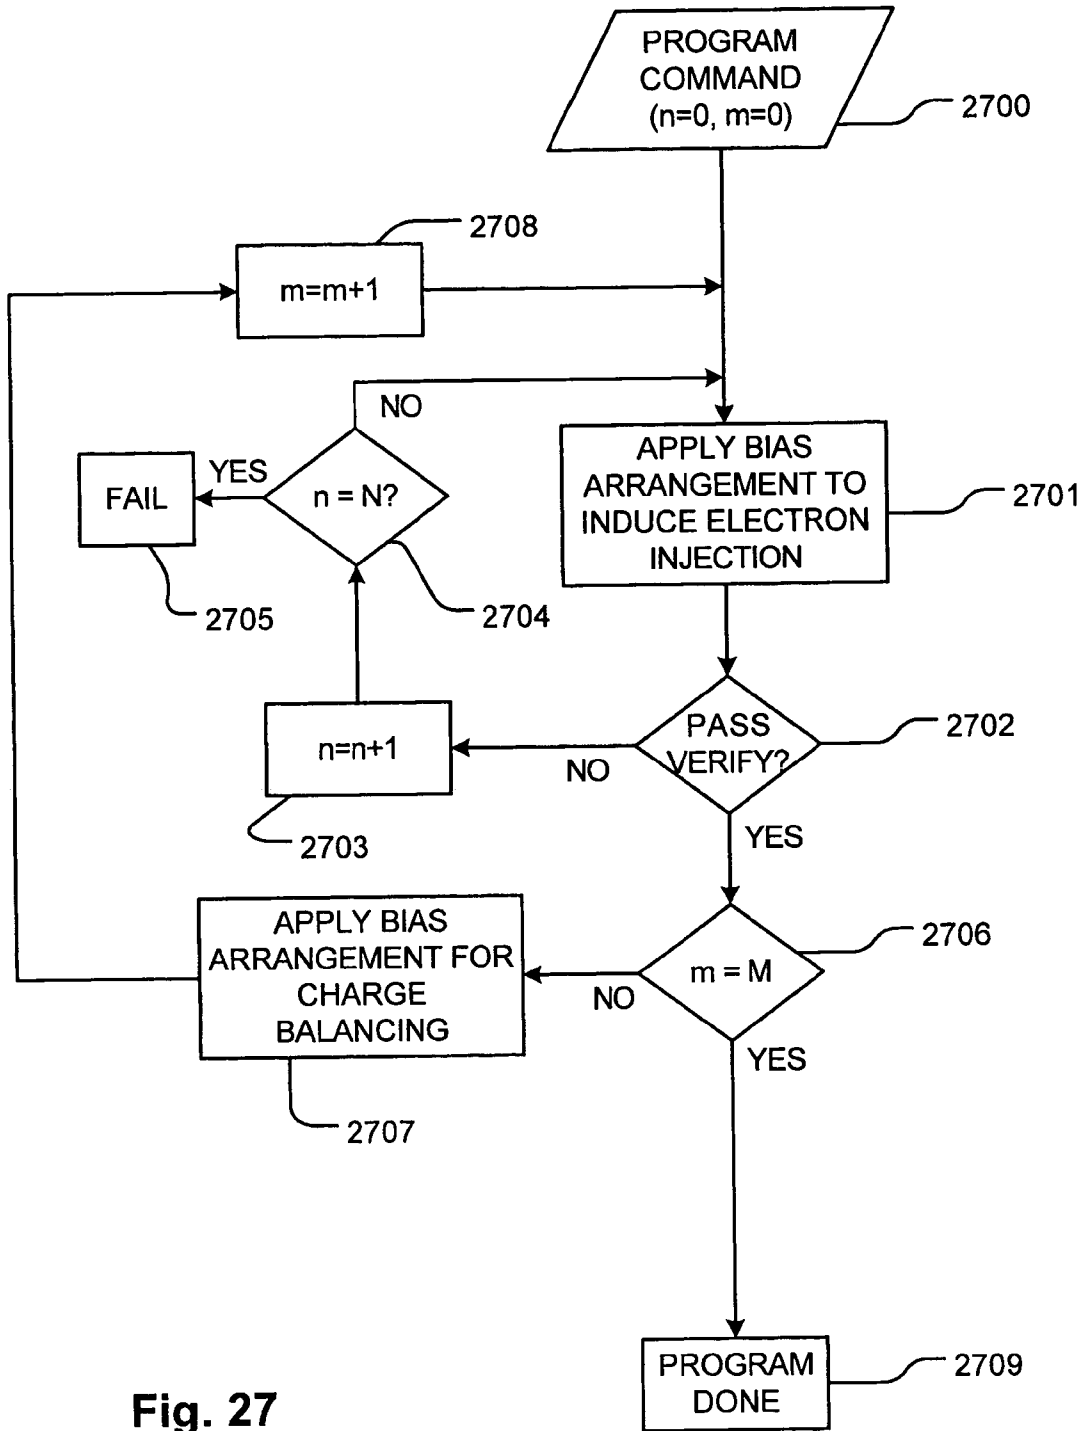 PROGRAM
COMMAND
(n=0, m=0)
2700
2708
m=m+1
NO
APPLY BIAS
ARRANGEMENT TO
INDUCE ELECTRON
INJECTION
2701
YES
FAIL
n = N?
2705
2704
PASS
VERIFY?
2702
n=n+1
NO
2703
YES
APPLY BIAS
ARRANGEMENT FOR
CHARGE
BALANCING
2706
m = M
NO
YES
2707
PROGRAM
DONE
2709
Fig. 27